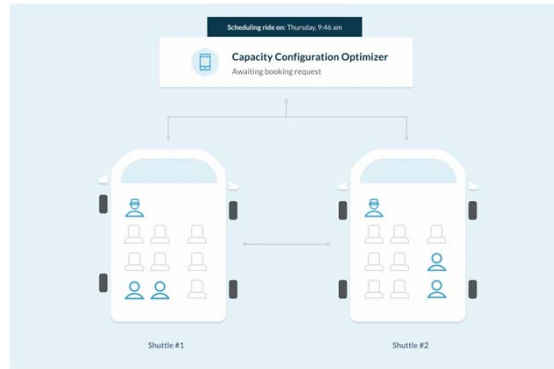 Scheduling ride on: Thursday, 9:46 am
Capacity Configuration Optimizer
Awaiting booking request
Shuttle #1
Shuttle #2